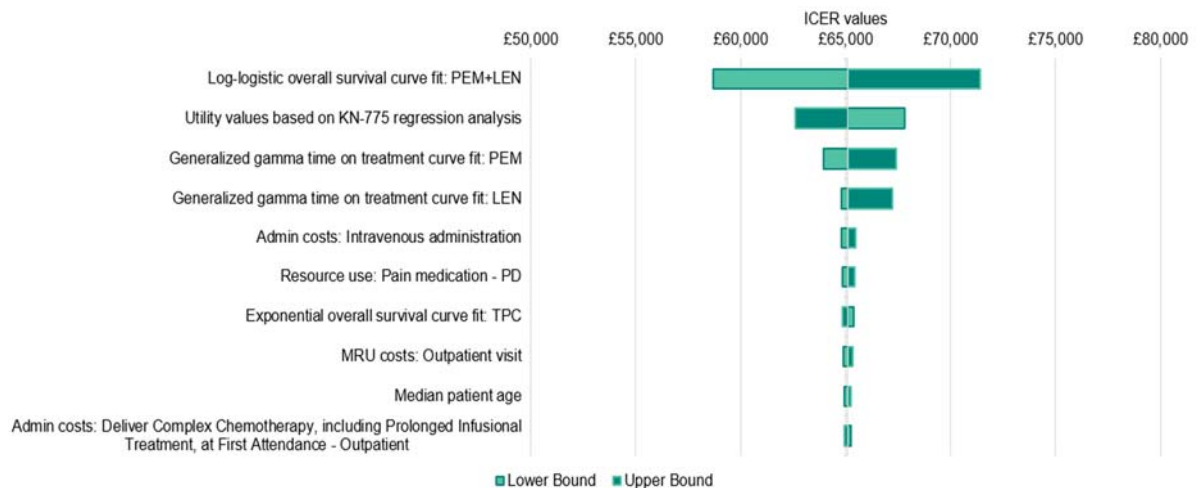 ICER values
£50,000 £55,000 £60,000 £65,000 £70,000 £75,000 £80,000
Log-logistic overall survival curve fit: PEM+LEN
Utility values based on KN-775 regression analysis
Generalized gamma time on treatment curve fit: PEM
Generalized gamma time on treatment curve fit: LEN
Admin costs: Intravenous administration
Resource use: Pain medication - PD
Exponential overall survival curve fit: TPC
MRU costs: Outpatient visit
Median patient age
Admin costs: Deliver Complex Chemotherapy, including Prolonged Infusional
Treatment, at First Attendance - Outpatient
Lower Bound Upper Bound